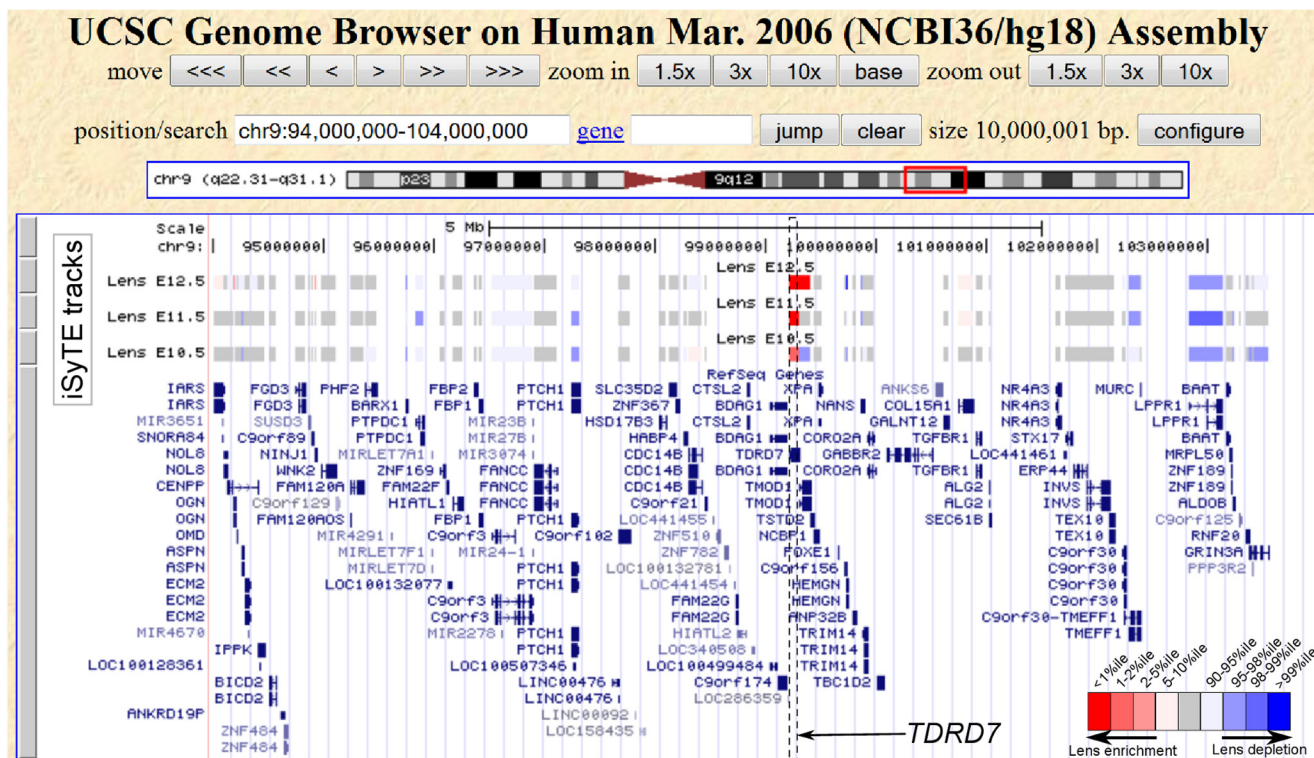 UCSC Genome Browser on Human Mar. 2006 (NCBI36/hg18) Assembly
move <<< << < > >> >>> zoom in 1.5x 3x 10x base zoom out 1.5x 3x 10x
position/search chr9:94,000,000-104,000,000 gene jump clear size 10,000,001 bp. configure
chr9 (q22.31-q31.1) p23 9q12
iSyTE tracks
Scale 5 Mb
chr9: 95000000 96000000 97000000 98000000 99000000 100000000 101000000 102000000 103000000
Lens E12.5
Lens E12.5
Lens E11.5
Lens E11.5
Lens E10.5
Lens E10.5
RefSeq Genes
IARS FGD3 PHF2 FBP2 PTCH1 SLC35D2 CTSL2 XPA ANKS6 NR4A3 MURC BAAT
IARS FGD3 BARX1 FBP1 PTCH1 ZNF367 BDAG1 NANS COL15A1 NR4A3 LPPR1
MIR3651 SUSD3 PTPDC1 MIR23B HSD17B3 CTSL2 XPA GALNT12 NR4A3 LPPR1
SNORA84 C9orf89 PTPDC1 MIR27B HABP4 BDAG1 CORO2A TGFBR1 STX17 BAAT
NOL8 NINJ1 MIRLET7A1 MIR3074 CDC14B TDRD7 GABBR2 LOC441461 MRPL50
NOL8 WNK2 ZNF169 FANCC CDC14B BDAG1 CORO2A TGFBR1 ERP44 ZNF189
CENPP FAM120A FAM22F FANCC CDC14B TMOD1 ALG2 INVS ZNF189
OGN C9orf129 HIATL1 FANCC C9orf21 TMOD1 ALG2 INVS ALDOB
OGN FAM120AOS FBP1 PTCH1 LOC441455 TSTD2 SEC61B TEX10 C9orf125
OMD MIR4291 C9orf3 C9orf102 ZNF510 NCBP1 TEX10 RNF20
ASPN MIRLET7F1 MIR24-1 ZNF782 FOXE1 C9orf30 GRIN3A
ASPN MIRLET7D PTCH1 LOC100132781 C9orf156 C9orf30 PPP3R2
ECM2 LOC100132077 PTCH1 LOC441454 HEMGN C9orf30
ECM2 C9orf3 FAM22G HEMGN C9orf30
ECM2 C9orf3 FAM22G ANP32B C9orf30-TMEFF1
MIR4670 MIR2278 PTCH1 HIATL2 TRIM14 TMEFF1
IPPK PTCH1 LOC340508 TRIM14
LOC100128361 LOC100507346 LOC100499484 TRIM14
BICD2 LINC00476 C9orf174 TBC1D2
BICD2 LINC00476 LOC286359
ANKRD19P LINC00092
ZNF484 LOC158435
ZNF484
TDRD7
<1%ile 1-2%ile 2-5%ile 5-10%ile 90-95%ile 95-98%ile 98-99%ile >99%ile
Lens enrichment Lens depletion